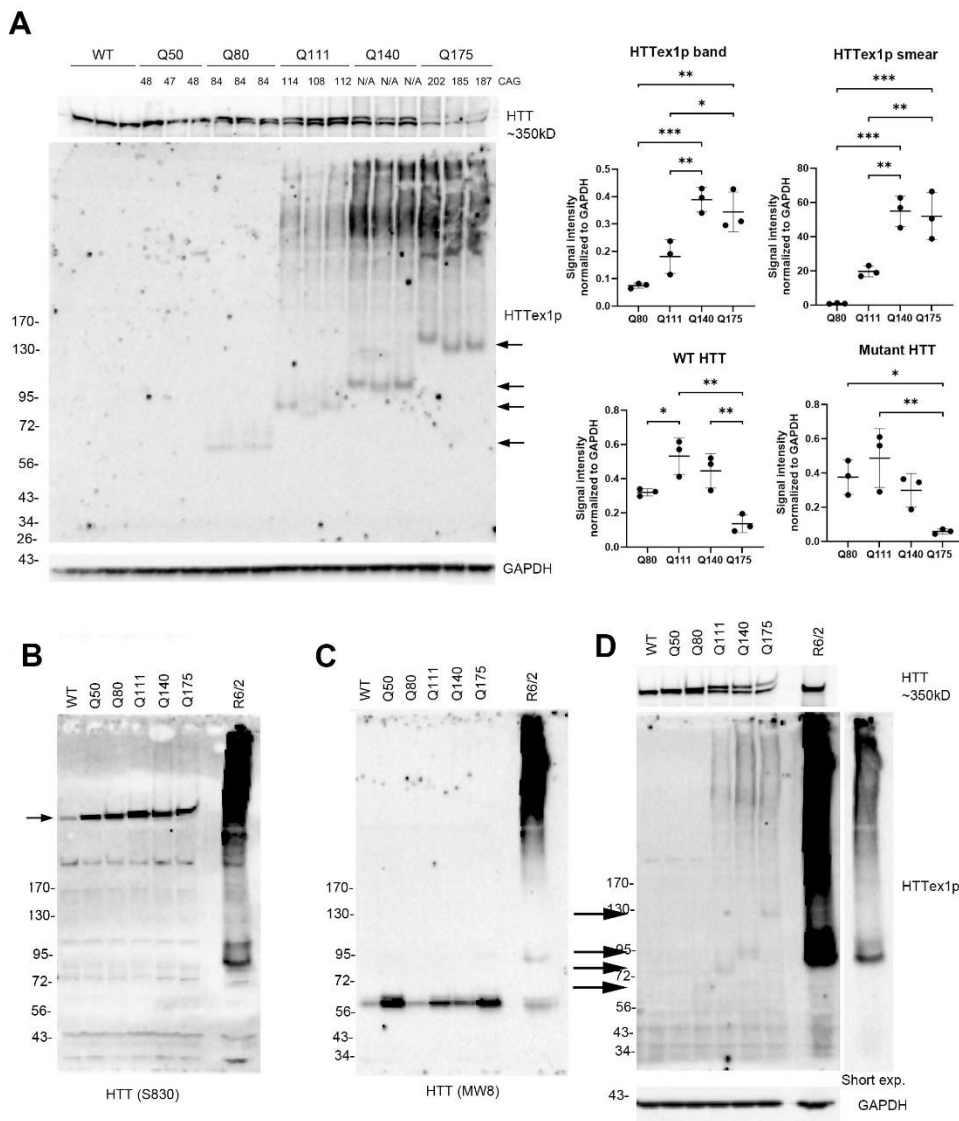 A
WT Q50 Q80 Q111 Q140 Q175
48 47 48 84 84 84 114 108 112 N/A N/A N/A 202 185 187 CAG
HTT
~350kD
HTTex1p
170-
130-
95-
72-
56-
43-
34-
26-
43-
GAPDH
HTTex1p band
** 
*
***
**
Signal intensity
normalized to GAPDH
0.5
0.4
0.3
0.2
0.1
0.0
Q80 Q111 Q140 Q175
HTTex1p smear
***
**
***
**
Signal intensity
normalized to GAPDH
80
60
40
20
0
Q80 Q111 Q140 Q175
WT HTT
**
* **
Signal intensity
normalized to GAPDH
0.8
0.6
0.4
0.2
0.0
Q80 Q111 Q140 Q175
Mutant HTT
*
**
Signal intensity
normalized to GAPDH
0.8
0.6
0.4
0.2
0.0
Q80 Q111 Q140 Q175
B
WT Q50 Q80 Q111 Q140 Q175 R6/2
170-
130-
95-
72-
56-
43-
HTT (S830)
C
WT Q50 Q80 Q111 Q140 Q175 R6/2
170-
130-
95-
72-
56-
43-
34-
HTT (MW8)
D
WT Q50 Q80 Q111 Q140 Q175 R6/2
HTT
~350kD
170-
130-
95-
72-
56-
43-
34-
HTTex1p
Short exp.
43-
GAPDH